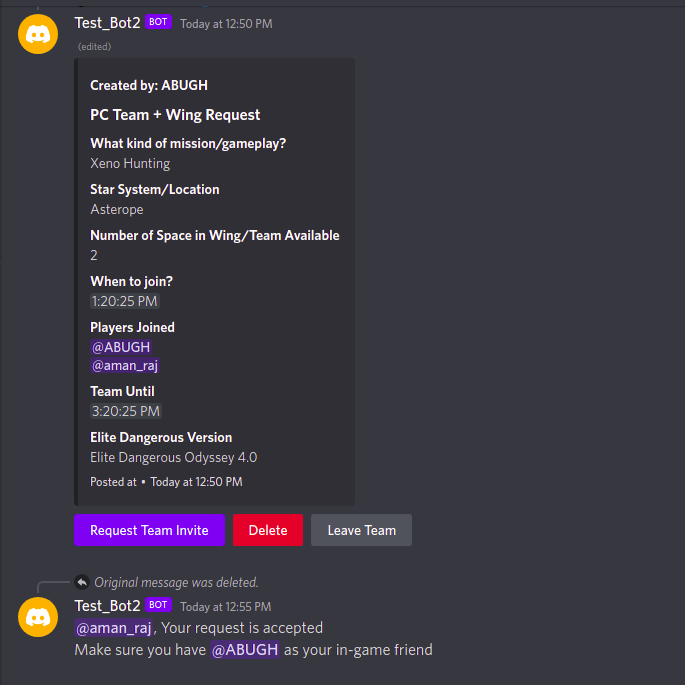 Test_Bot2 BOT Today at 12:50 PM
(edited)
Created by: ABUGH
PC Team + Wing Request
What kind of mission/gameplay?
Xeno Hunting
Star System/Location
Asterope
Number of Space in Wing/Team Available
2
When to join?
1:20:25 PM
Players Joined
@ABUGH
@aman_raj
Team Until
3:20:25 PM
Elite Dangerous Version
Elite Dangerous Odyssey 4.0
Posted at • Today at 12:50 PM
Request Team Invite Delete Leave Team
Original message was deleted.
Test_Bot2 BOT Today at 12:55 PM
@aman_raj, Your request is accepted
Make sure you have @ABUGH as your in-game friend